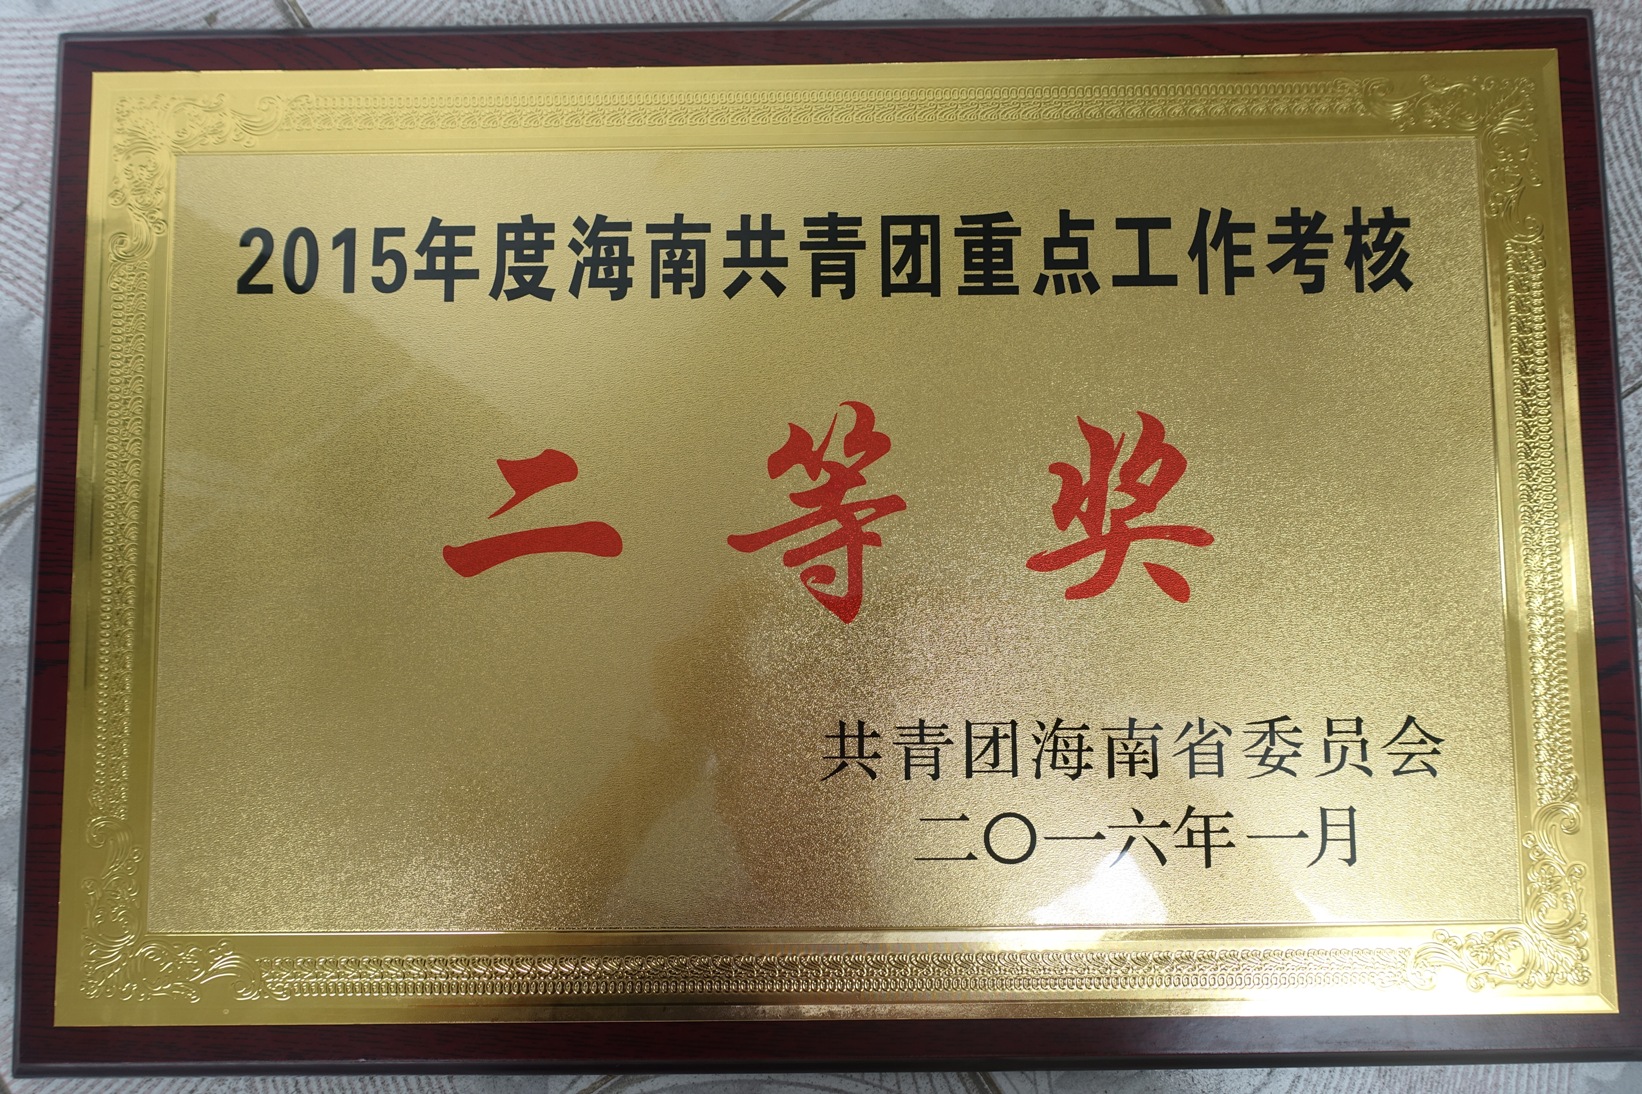 2015年度海南共青团重点工作考核
二等奖
共青团海南省委员会
二〇一六年一月